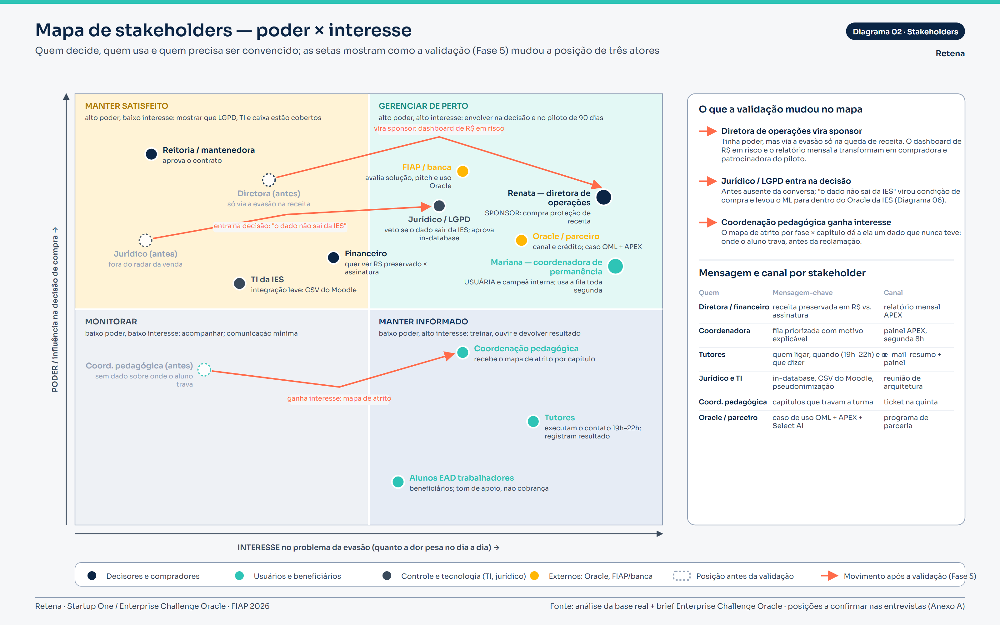 Mapa de stakeholders — poder × interesse
Quem decide, quem usa e quem precisa ser convencido; as setas mostram como a validação (Fase 5) mudou a posição de três atores
Diagrama 02 · Stakeholders
Retena
PODER / influência na decisão de compra →
MANTER SATISFEITO
alto poder, baixo interesse: mostrar que LGPD, TI e caixa estão cobertos
Reitoria / mantenedora
aprova o contrato
Diretora (antes)
só via a evasão na receita
entra na decisão: "o dado não sai da IES"
Jurídico (antes)
fora do radar da venda
Financeiro
quer ver R$ preservado ×
assinatura
TI da IES
integração leve: CSV do Moodle
GERENCIAR DE PERTO
alto poder, alto interesse: envolver na decisão e no piloto de 90 dias
vira sponsor: dashboard de R$ em risco
FIAP / banca
avalia solução, pitch e uso
Oracle
Renata — diretora de
operações
SPONSOR: compra proteção de
receita
Jurídico / LGPD
veto se o dado sair da IES; aprova
in-database
Oracle / parceiro
canal e crédito; caso OML + APEX
Mariana — coordenadora de
permanência
USUÁRIA e campeã interna; usa a fila toda
segunda
MONITORAR
baixo poder, baixo interesse: acompanhar; comunicação mínima
Coord. pedagógica (antes)
sem dado sobre onde o aluno
trava
ganha interesse: mapa de atrito
MANTER INFORMADO
baixo poder, alto interesse: treinar, ouvir e devolver resultado
Coordenação pedagógica
recebe o mapa de atrito por capítulo
Tutores
executam o contato 19h–22h;
registram resultado
Alunos EAD trabalhadores
beneficiários; tom de apoio, não cobrança
INTERESSE no problema da evasão (quanto a dor pesa no dia a dia) →
O que a validação mudou no mapa
Diretora de operações vira sponsor
Tinha poder, mas via a evasão só na queda de receita. O dashboard de
R$ em risco e o relatório mensal a transformam em compradora e
patrocinadora do piloto.
Jurídico / LGPD entra na decisão
Antes ausente da conversa; "o dado não sai da IES" virou condição de
compra e levou o ML para dentro do Oracle da IES (Diagrama 06).
Coordenação pedagógica ganha interesse
O mapa de atrito por fase × capítulo dá a ela um dado que nunca teve:
onde o aluno trava, antes da reclamação.
Mensagem e canal por stakeholder
Quem Mensagem-chave Canal
Diretora / financeiro receita preservada em R$ vs. relatório mensal
assinatura APEX
Coordenadora fila priorizada com motivo painel APEX,
explicável segunda 8h
Tutores quem ligar, quando (19h–22h) e o e-mail-resumo +
que dizer painel
Jurídico e TI in-database, CSV do Moodle, reunião de
pseudonimização arquitetura
Coord. pedagógica capítulos que travam a turma ticket na quinta
Oracle / parceiro caso de uso OML + APEX + programa de
Select AI parceria
Decisores e compradores
Usuários e beneficiários
Controle e tecnologia (TI, jurídico)
Externos: Oracle, FIAP/banca
Posição antes da validação
Movimento após a validação (Fase 5)
Retena · Startup One / Enterprise Challenge Oracle · FIAP 2026
Fonte: análise da base real + brief Enterprise Challenge Oracle · posições a confirmar nas entrevistas (Anexo A)